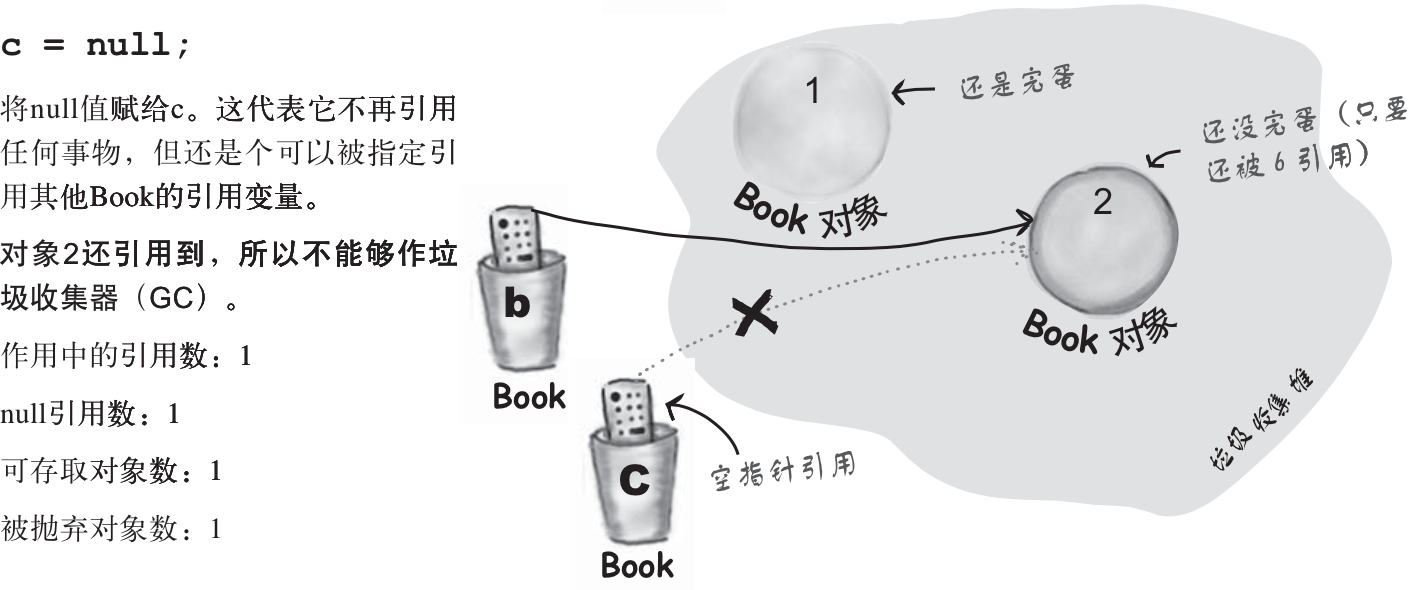 c = null;
将null值赋给c。这代表它不再引用
任何事物，但还是个可以被指定引
用其他Book的引用变量。
对象2还引用到，所以不能够作垃
圾收集器（GC）。
作用中的引用数：1
null引用数：1
可存取对象数：1
被抛弃对象数：1
b
Book
C
Book
空指针引用
1
还是完蛋
Book 对象
还没完蛋（只要
还被6引用）
2
Book 对象
垃圾收集堆